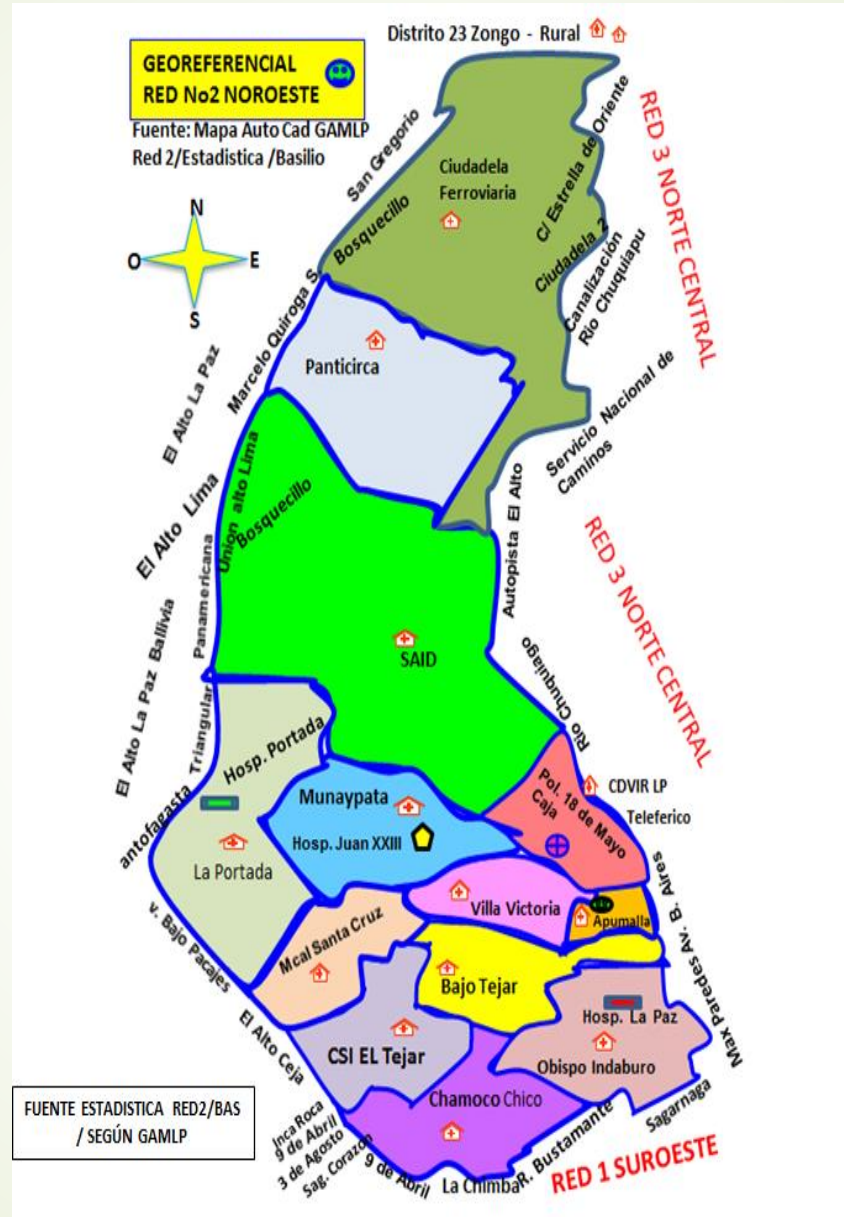 Distrito 23 Zongo - Rural
GEOREFERENCIAL
RED No2 NOROESTE
Fuente: Mapa Auto Cad GAMLP
Red 2/Estadistica /Basilio
N
O
E
S
San Gregorio
Bosquecillo
Ciudadela
Ferroviaria
C/ Estrella de Oriente
Ciudadela 2
Canalización
Rio Chuquiapu
RED 3 NORTE CENTRAL
Marcelo Quiroga S.
Panticirca
El Alto La Paz
Servicio Nacional de
Caminos
Union alto Lima
Bosquecillo
El Alto Lima
Autopista El Alto
RED 3 NORTE CENTRAL
Panamericana
SAID
El Alto La Paz Ballivia
Rio Chuquiago
Triangular
Hosp. Portada
antofagasta
La Portada
Munaypata
Hosp. Juan XXIII
Pol. 18 de Mayo
Caja
CDVIR LP
Teleferico
Villa Victoria
Apumalla
Max Paredes Av. B. Aires
v. Bajo Pacajes
Mcal Santa Cruz
Bajo Tejar
Hosp. La Paz
Obispo Indaburo
El Alto Ceja
CSI EL Tejar
Chamoco Chico
FUENTE ESTADISTICA RED2/BAS
/ SEGÚN GAMLP
Inca Roca
9 de Abril
3 de Agosto
Sag. Corazón
9 de Abril
La Chimba
R. Bustamante
Sagarnaga
RED 1 SUROESTE